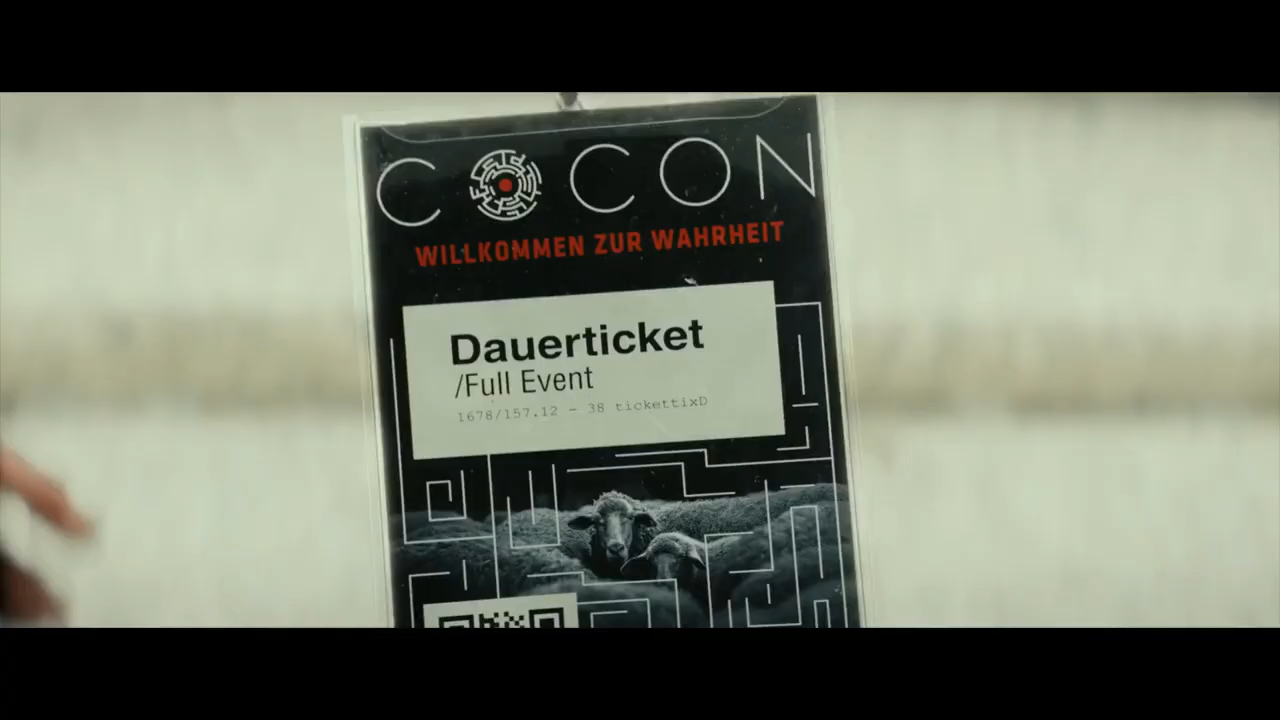 COCON
WILLKOMMEN ZUR WAHRHEIT
Dauerticket
/Full Event
1678/157.12 - 38 tickettixD